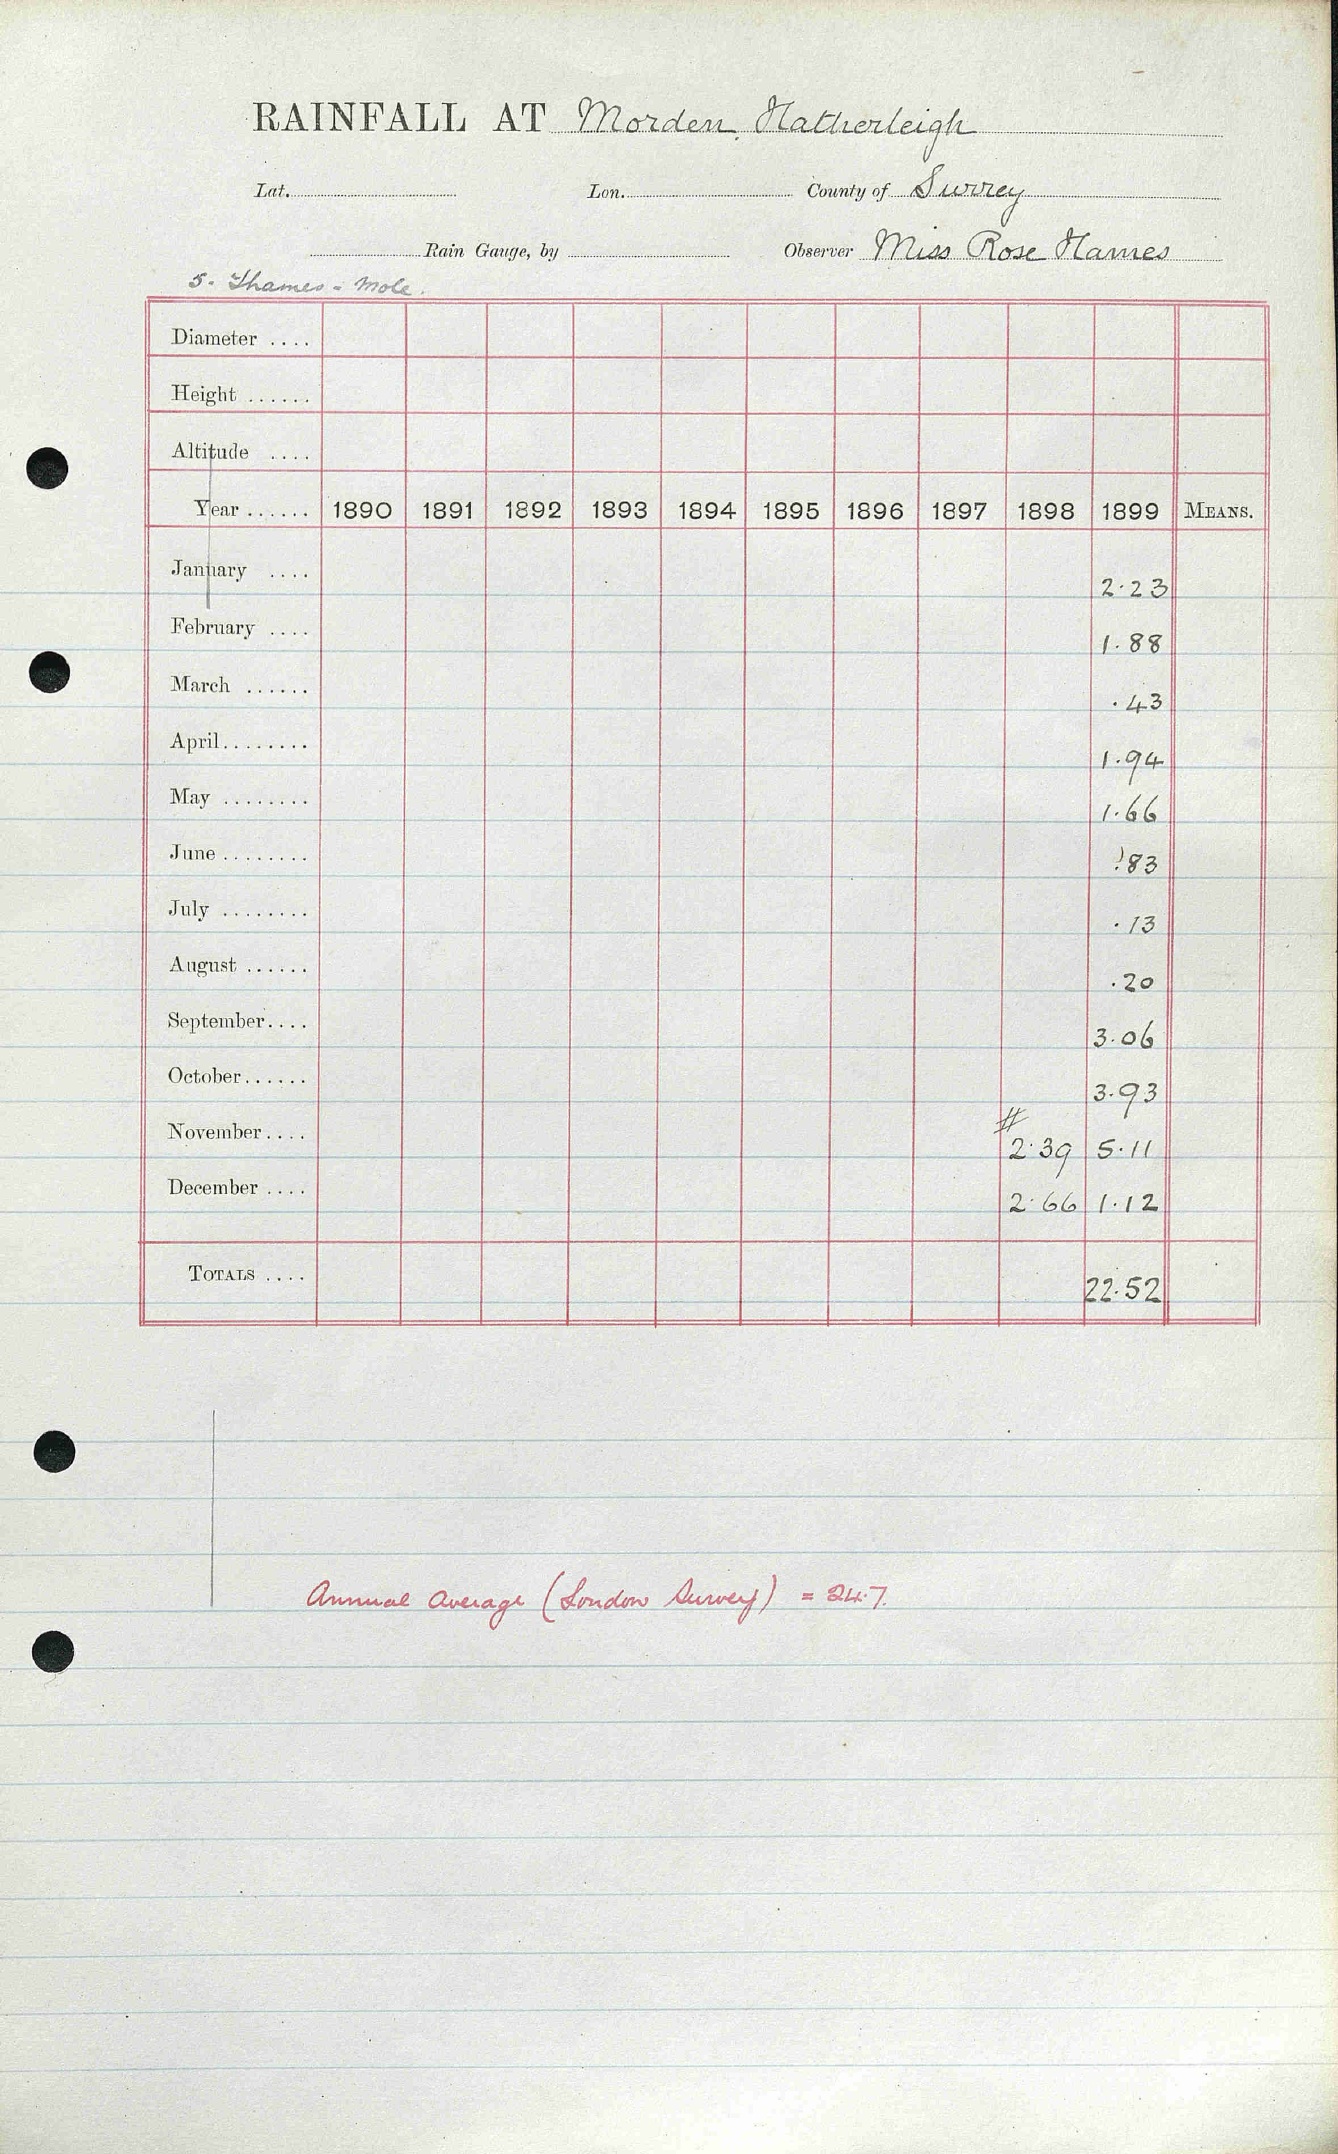 RAINFALL AT Morden, Hatherleigh
Lat. Lon. County of Surrey
Rain Gauge, by Observer Miss Rose Hames
5. Thames - Mole.
Diameter ....
Height ......
Altitude ....
Year ...... 1890 1891 1892 1893 1894 1895 1896 1897 1898 1899 MEANS.
January .... 2.23
February .... 1.88
March ...... .43
April........ 1.94
May ........ 1.66
June ........ .83
July ........ .13
August ...... .20
September.... 3.06
October...... 3.93
#
November.... 2.39 5.11
December .... 2.66 1.12
TOTALS .... 22.52
Annual Average (London Survey) = 24.7.